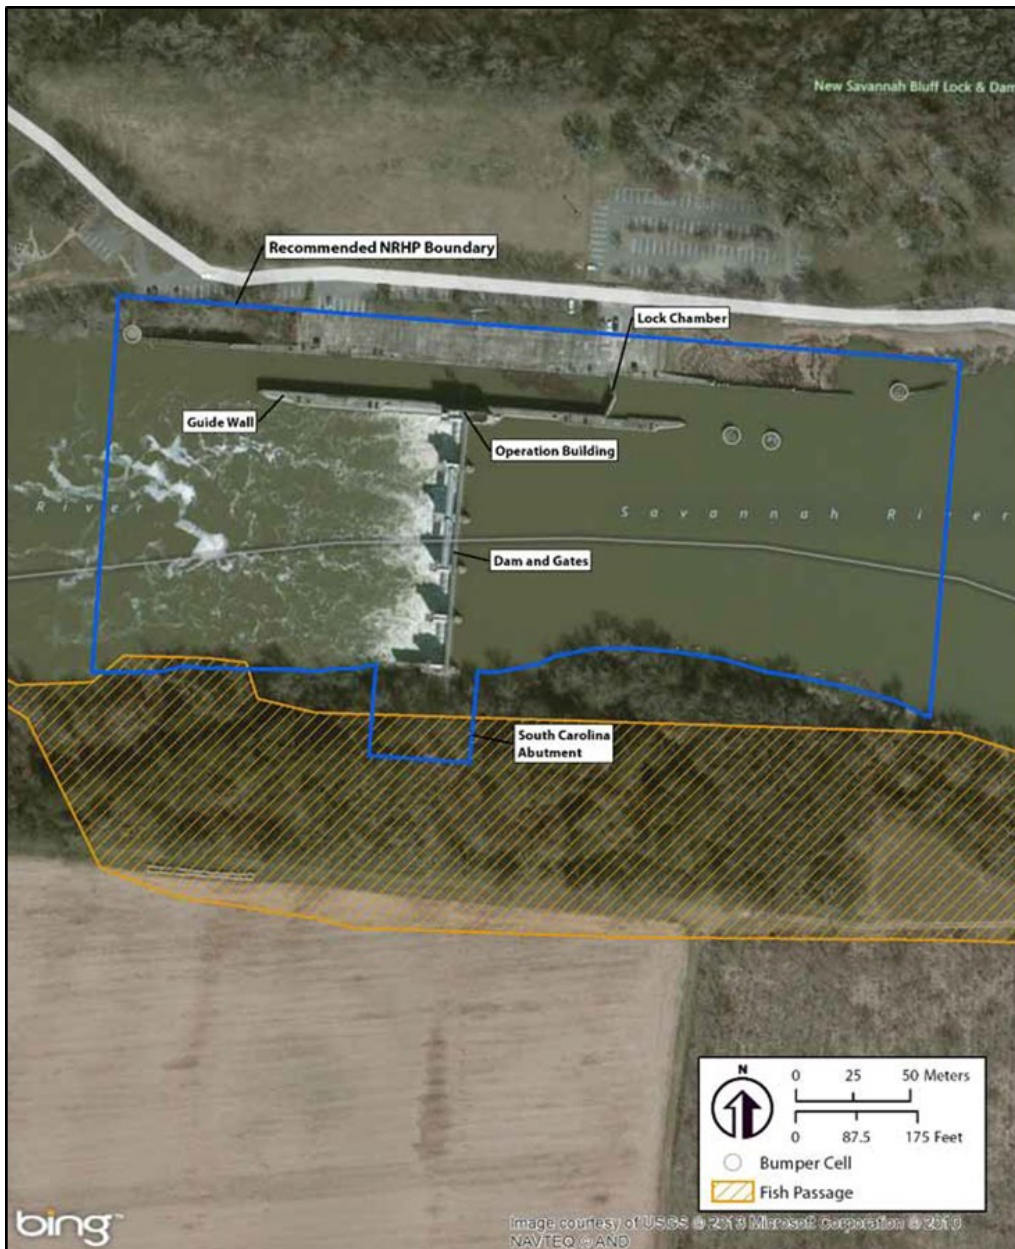 New Savannah Bluff Lock & Dam
Recommended NRHP Boundary
Lock Chamber
Guide Wall
Operation Building
River
Savannah River
Dam and Gates
South Carolina
Abutment
N
0 25 50 Meters
0 87.5 175 Feet
Bumper Cell
Fish Passage
bing™
Image courtesy of USGS © 2013 Microsoft Corporation © 2010
NAVTEQ © AND